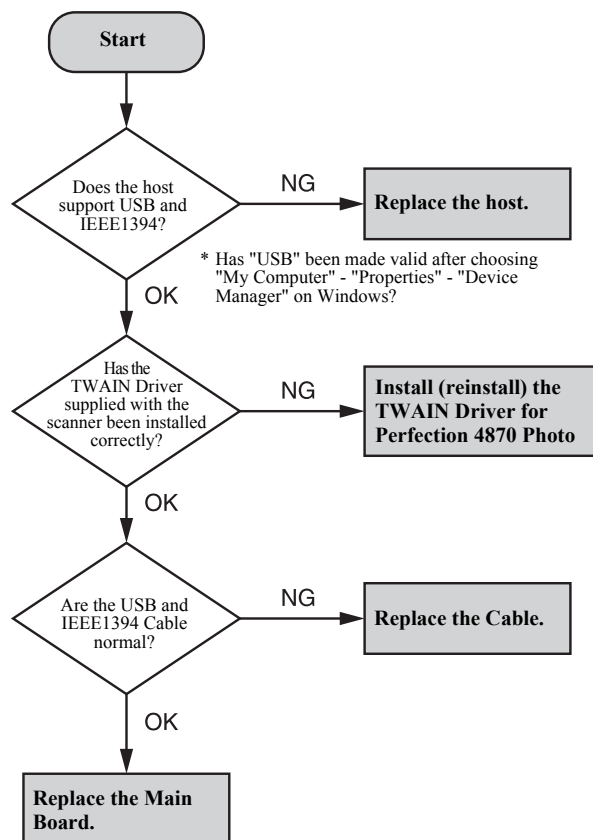 Start
Does the host
support USB and
IEEE1394?
NG
Replace the host.
* Has "USB" been made valid after choosing
"My Computer" - "Properties" - "Device
Manager" on Windows?
OK
Has the
TWAIN Driver
supplied with the
scanner been installed
correctly?
NG
Install (reinstall) the
TWAIN Driver for
Perfection 4870 Photo
OK
Are the USB and
IEEE1394 Cable
normal?
NG
Replace the Cable.
OK
Replace the Main
Board.